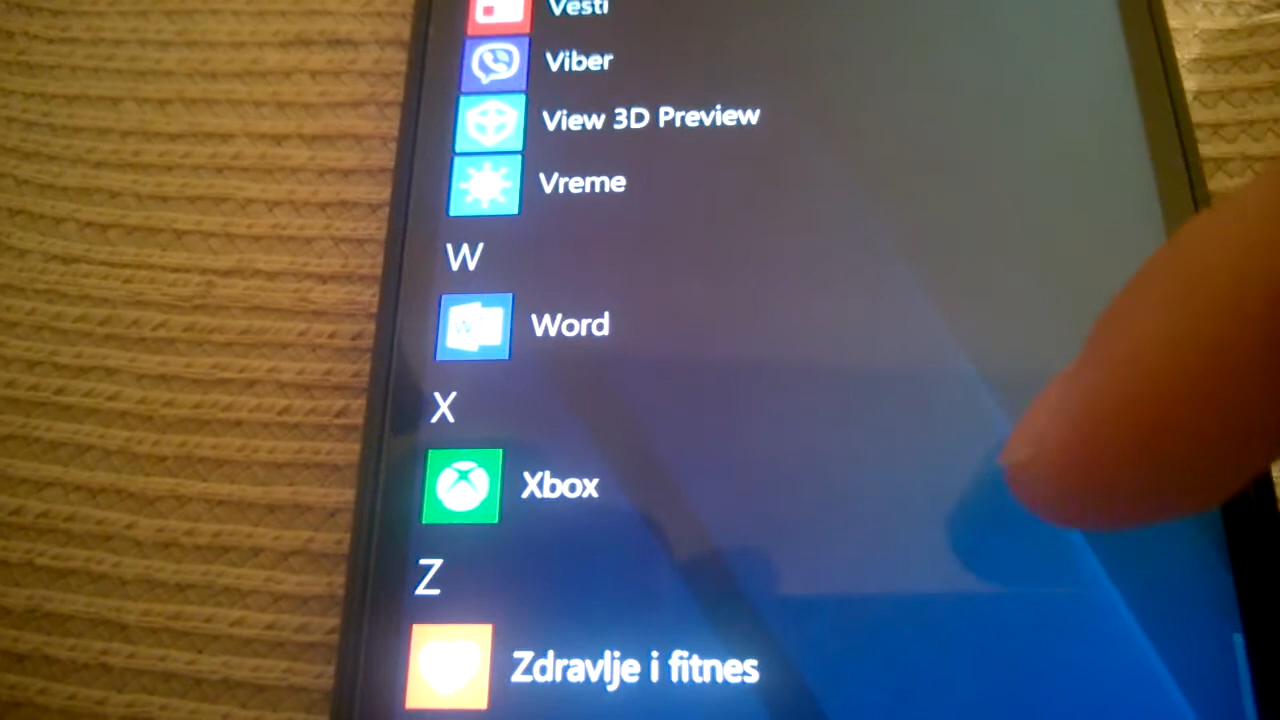 Vesti
Viber
View 3D Preview
Vreme
W
Word
X
Xbox
Z
Zdravlje i fitnes